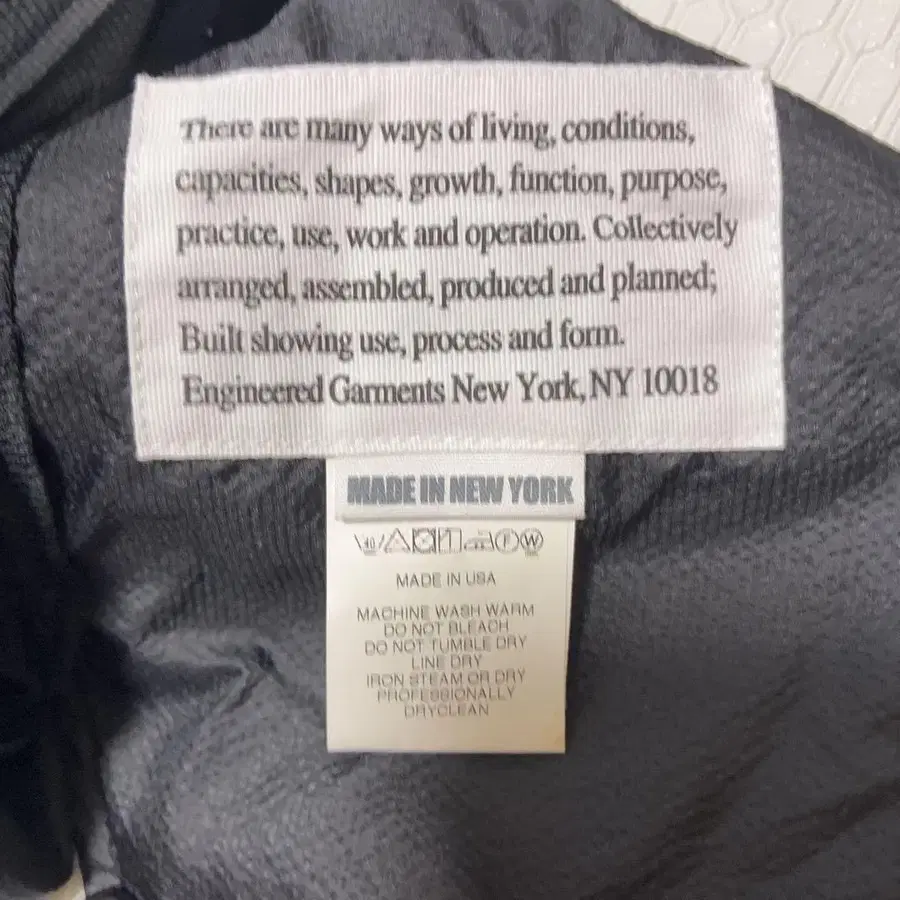 There are many ways of living, conditions,
capacities, shapes, growth, function, purpose,
practice, use, work and operation. Collectively
arranged, assembled, produced and planned;
Built showing use, process and form.
Engineered Garments New York, NY 10018
MADE IN NEW YORK
40 F W
MADE IN USA
MACHINE WASH WARM
DO NOT BLEACH
DO NOT TUMBLE DRY
LINE DRY
IRON STEAM OR DRY
PROFESSIONALLY
DRYCLEAN